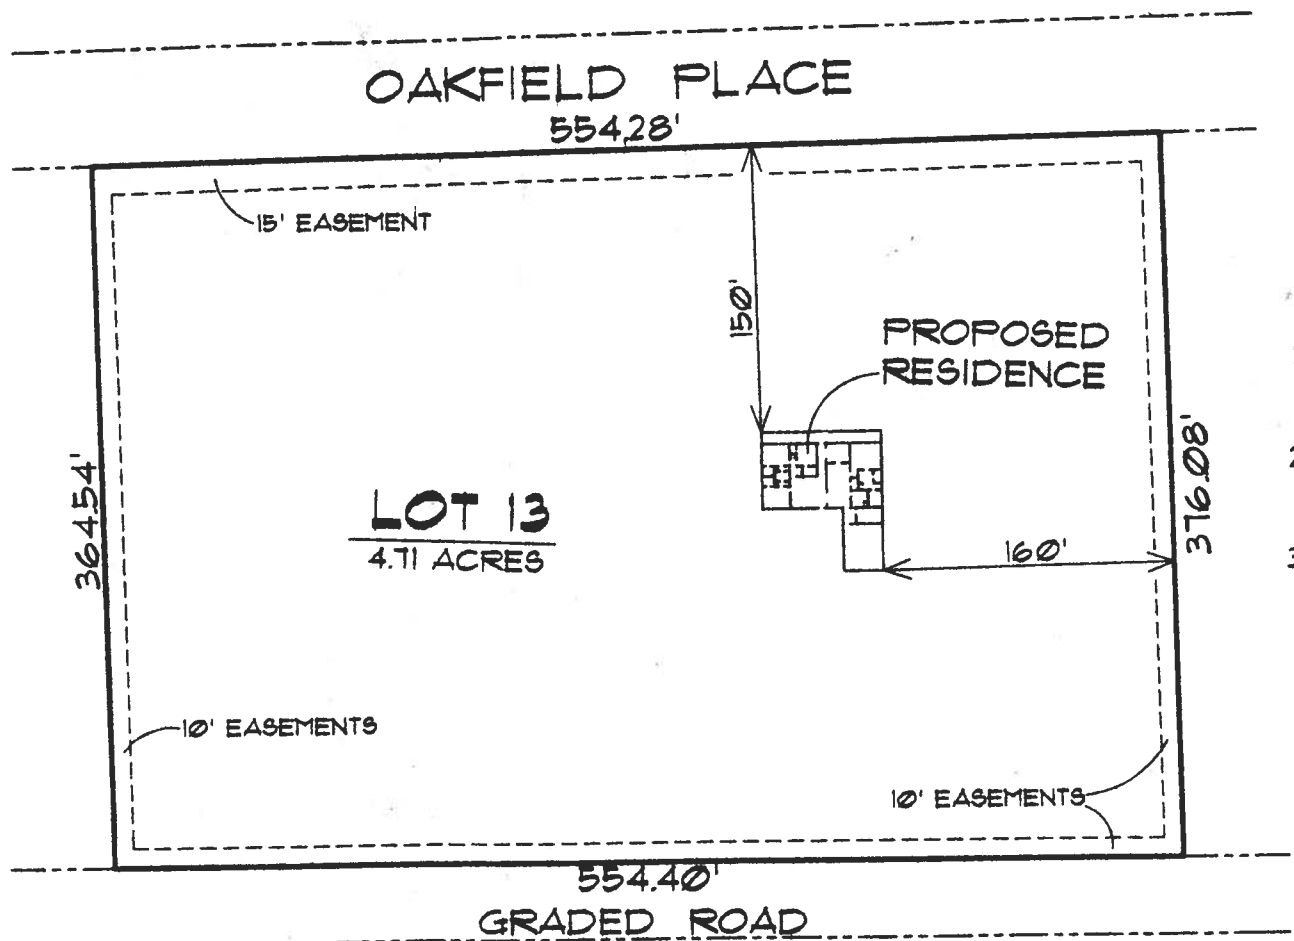 OAKFIELD PLACE
554.28'
15' EASEMENT
150'
PROPOSED
RESIDENCE
364.54'
LOT 13
4.71 ACRES
376.08'
160'
10' EASEMENTS
10' EASEMENTS
554.40'
GRADED ROAD